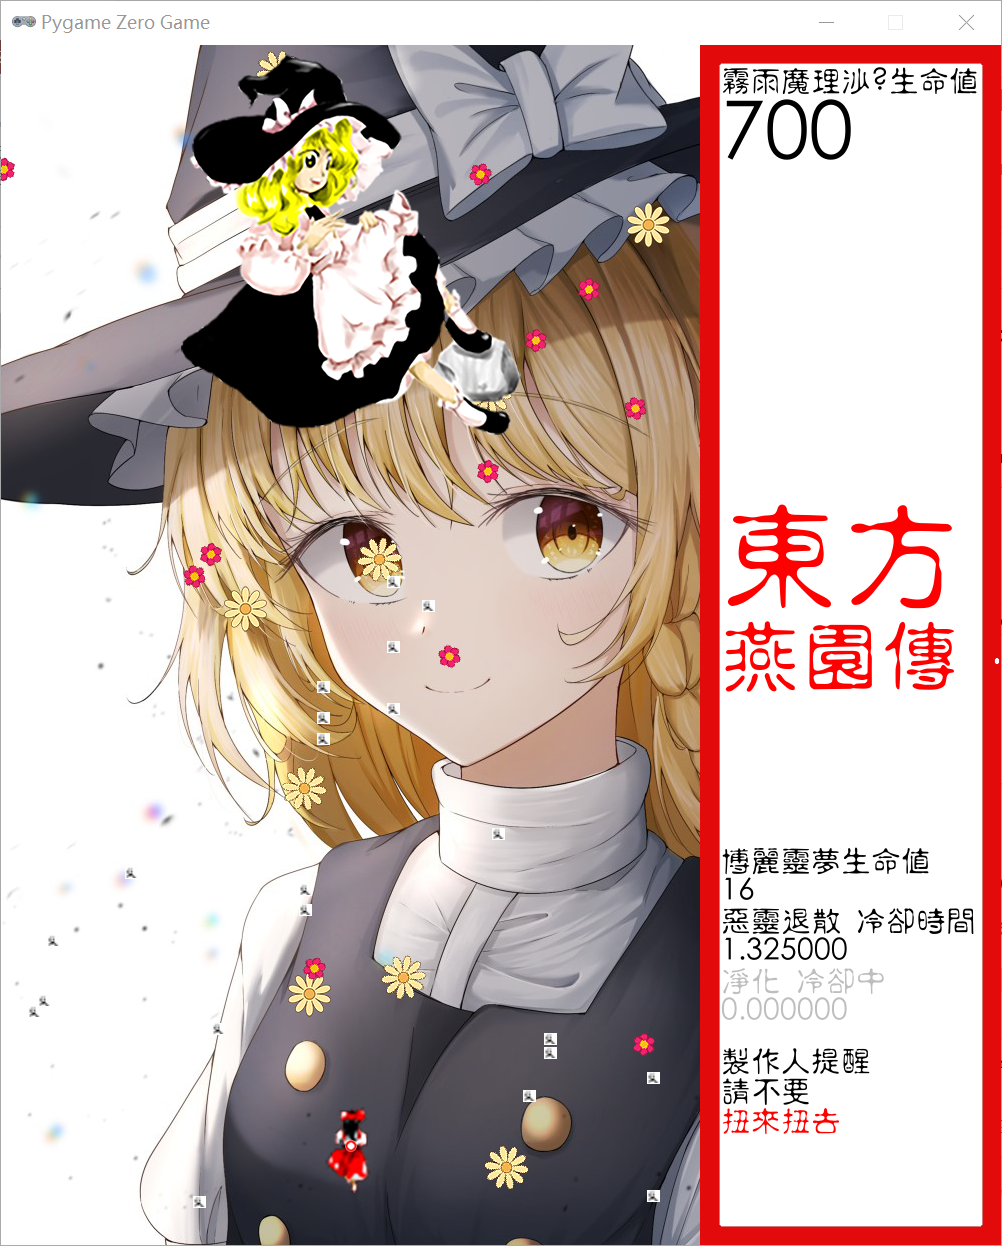 Pygame Zero Game
霧雨魔理沙?生命値
700
東方
燕園傳
博麗靈夢生命値
16
惡靈退散 冷卻時間
1.325000
淨化 冷卻中
0.000000
製作人提醒
請不要
扭來扭去